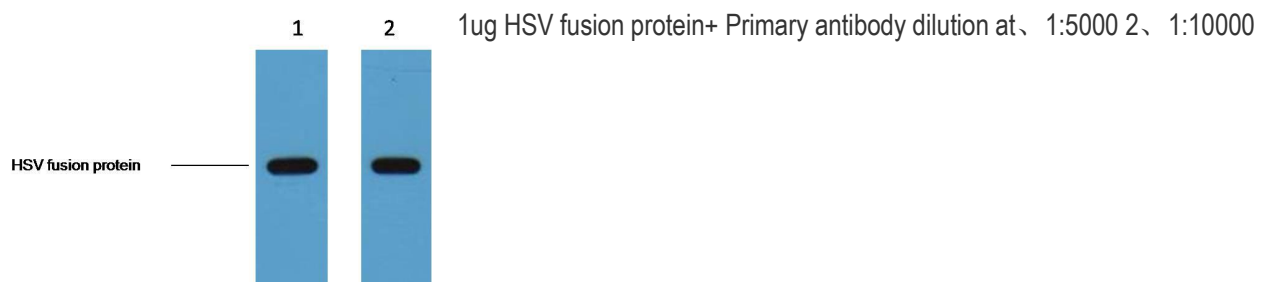 1 2 1ug HSV fusion protein+ Primary antibody dilution at、1:5000 2、1:10000
HSV fusion protein